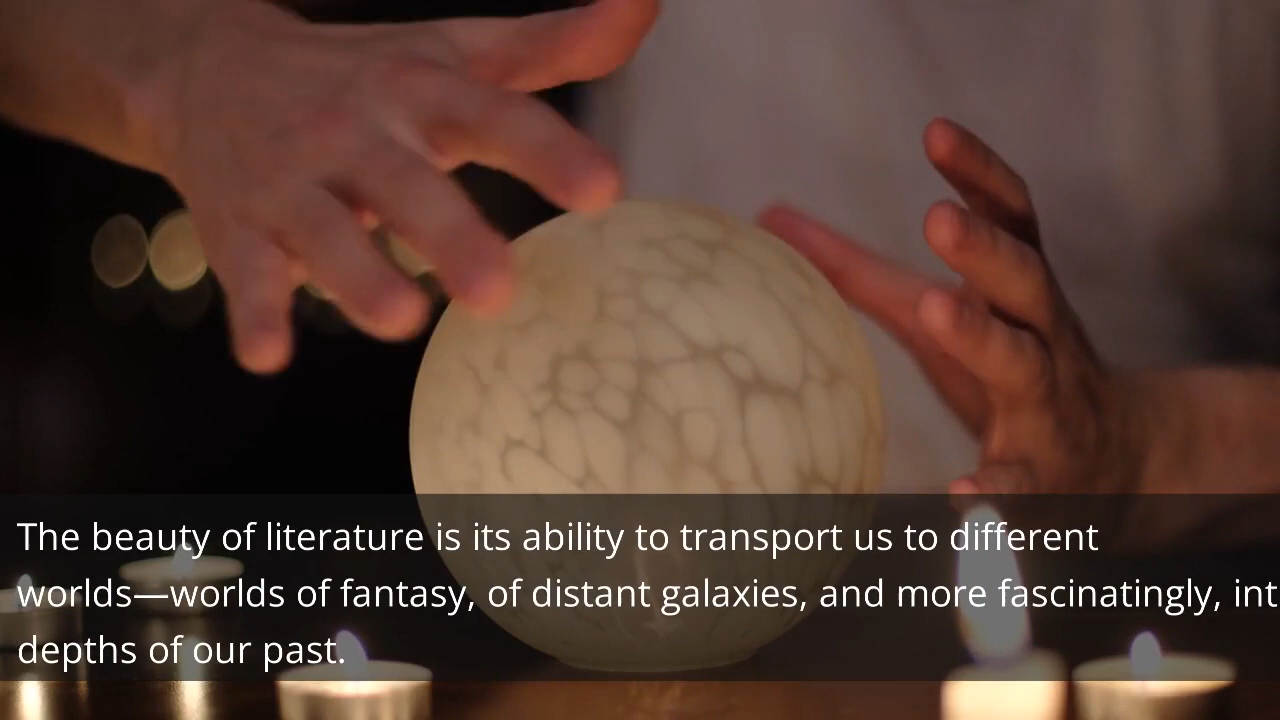 The beauty of literature is its ability to transport us to different
worlds—worlds of fantasy, of distant galaxies, and more fascinatingly, int
depths of our past.